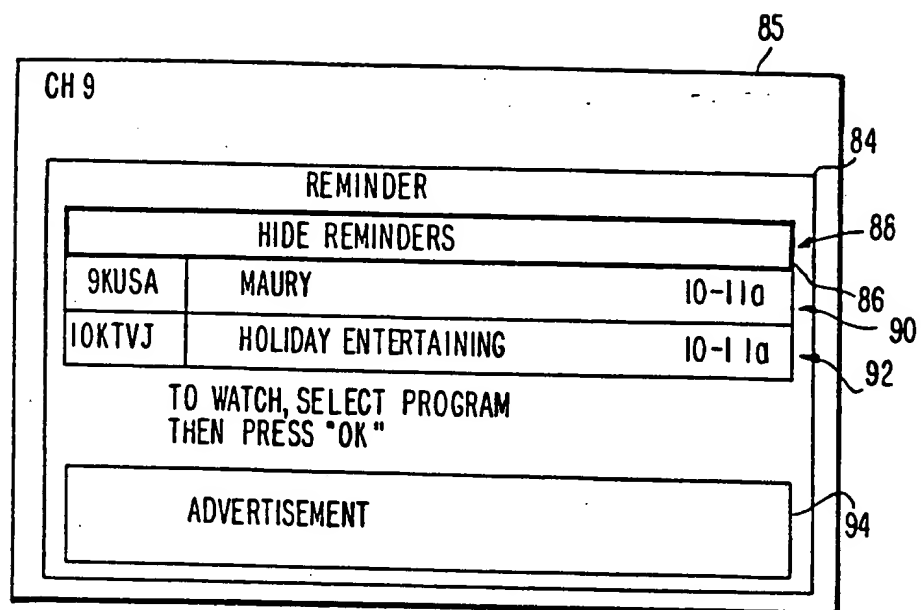 85
CH 9
84
REMINDER
HIDE REMINDERS
88
86
9KUSA MAURY 10-11a
90
10KTVJ HOLIDAY ENTERTAINING 10-11a
92
TO WATCH, SELECT PROGRAM
THEN PRESS "OK"
ADVERTISEMENT
94